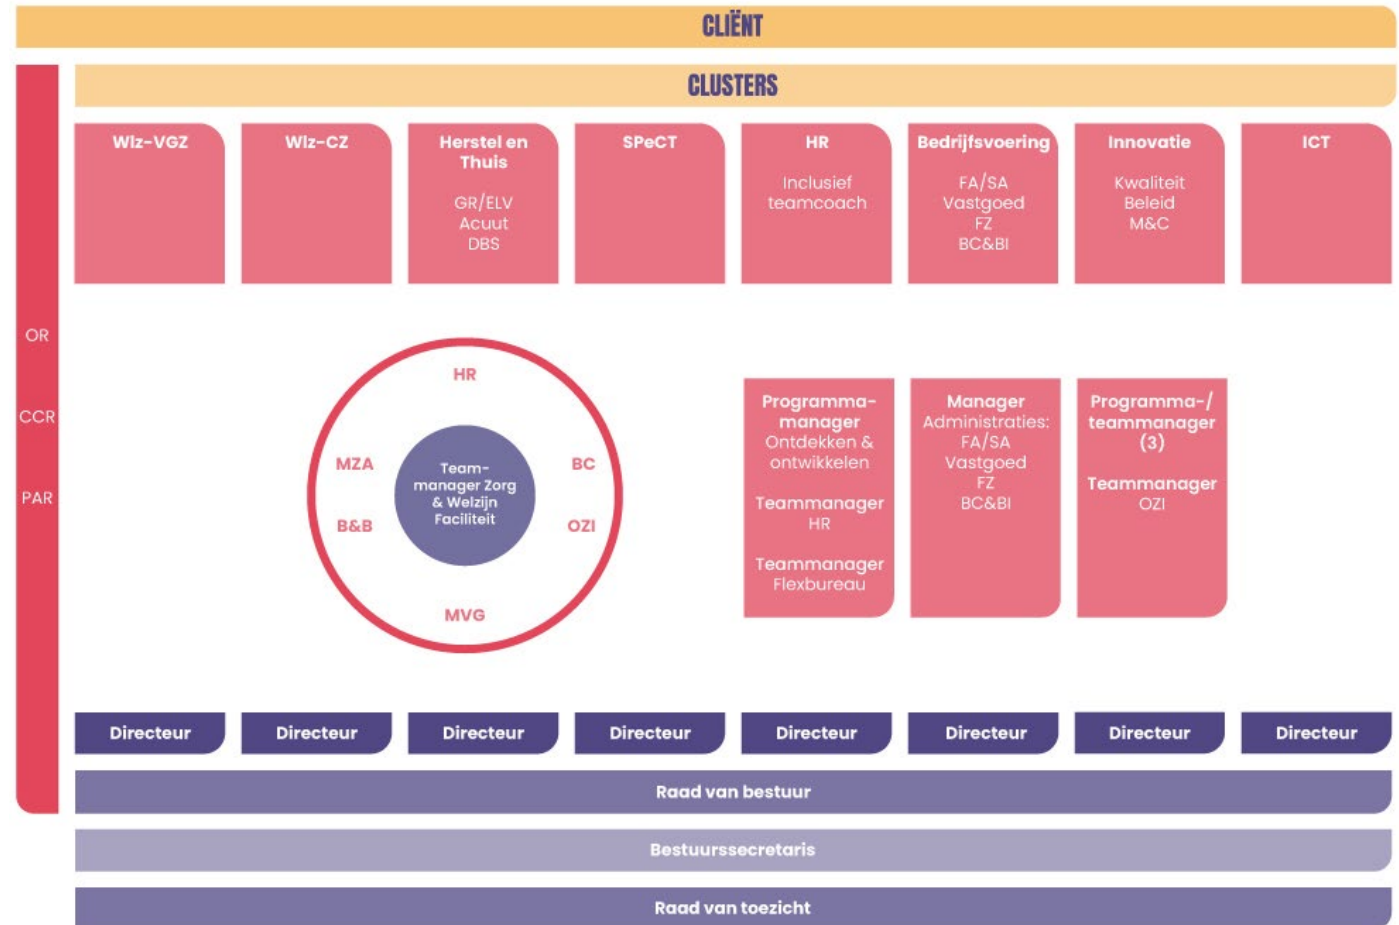 CLIËNT
CLUSTERS
OR
CCR
PAR
Wlz-VGZ
Wlz-CZ
Herstel en
Thuis
GR/ELV
Acuut
DBS
SPeCT
HR
Inclusief
teamcoach
Bedrijfsvoering
FA/SA
Vastgoed
FZ
BC&BI
Innovatie
Kwaliteit
Beleid
M&C
ICT
HR
MZA
BC
B&B
OZI
MVG
Team-
manager Zorg
& Welzijn
Faciliteit
Programma-
manager
Ontdekken &
ontwikkelen
Teammanager
HR
Teammanager
Flexbureau
Manager
Administraties:
FA/SA
Vastgoed
FZ
BC&BI
Programma-/
teammanager
(3)
Teammanager
OZI
Directeur
Directeur
Directeur
Directeur
Directeur
Directeur
Directeur
Directeur
Raad van bestuur
Bestuurssecretaris
Raad van toezicht